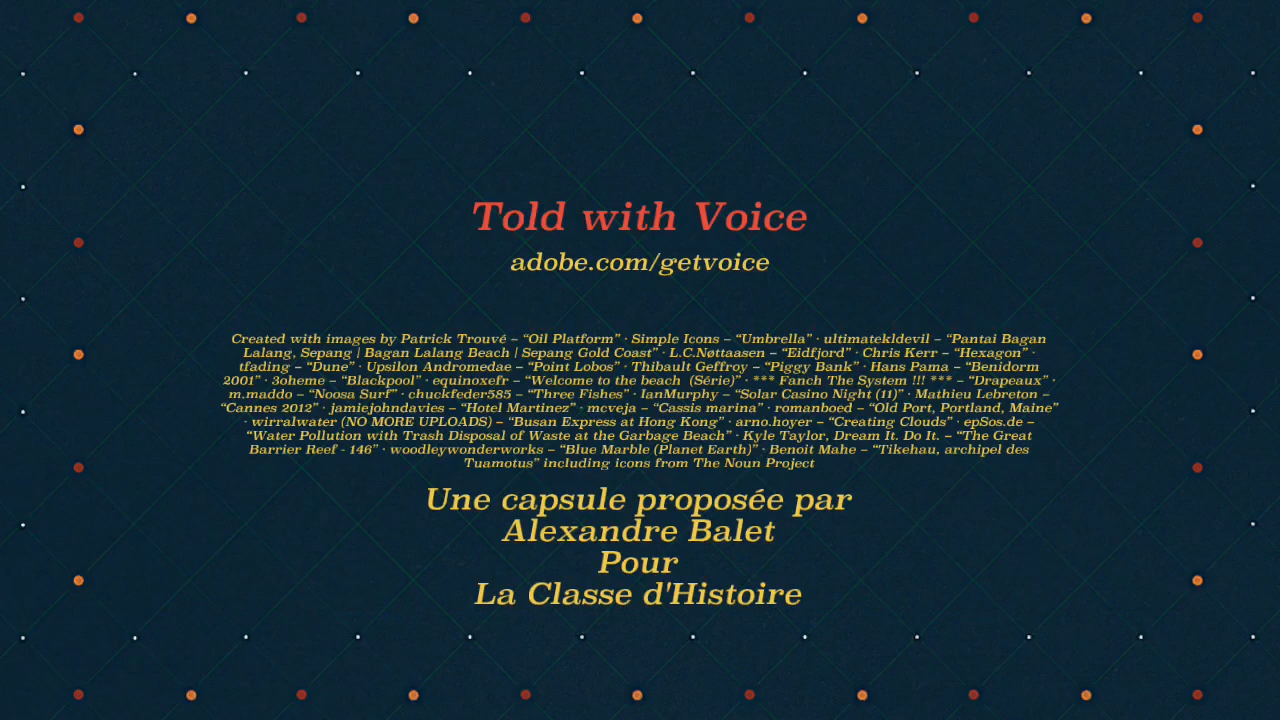 Told with Voice
adobe.com/getvoice
Created with images by Patrick Trouvé – “Oil Platform” · Simple Icons – “Umbrella” · ultimatekldevil – “Pantai Bagan
Lalang, Sepang | Bagan Lalang Beach | Sepang Gold Coast” · L.C.Nøttaasen – “Eidfjord” · Chris Kerr – “Hexagon” ·
tfading – “Dune” · Upsilon Andromedae – “Point Lobos” · Thibault Geffroy – “Piggy Bank” · Hans Pama – “Benidorm
2001” · 3oheme – “Blackpool” · equinoxefr – “Welcome to the beach  (Série)” · *** Fanch The System !!! *** – “Drapeaux” ·
m.maddo – “Noosa Surf” · chuckfeder585 – “Three Fishes” · IanMurphy – “Solar Casino Night (11)” · Mathieu Lebreton –
“Cannes 2012” · jamiejohndavies – “Hotel Martinez” · mcveja – “Cassis marina” · romanboed – “Old Port, Portland, Maine”
· wirralwater (NO MORE UPLOADS) – “Busan Express at Hong Kong” · arno.hoyer – “Creating Clouds” · epSos.de –
“Water Pollution with Trash Disposal of Waste at the Garbage Beach” · Kyle Taylor, Dream It. Do It. – “The Great
Barrier Reef - 146” · woodleywonderworks – “Blue Marble (Planet Earth)” · Benoit Mahe – “Tikehau, archipel des
Tuamotus” including icons from The Noun Project
Une capsule proposée par
Alexandre Balet
Pour
La Classe d'Histoire